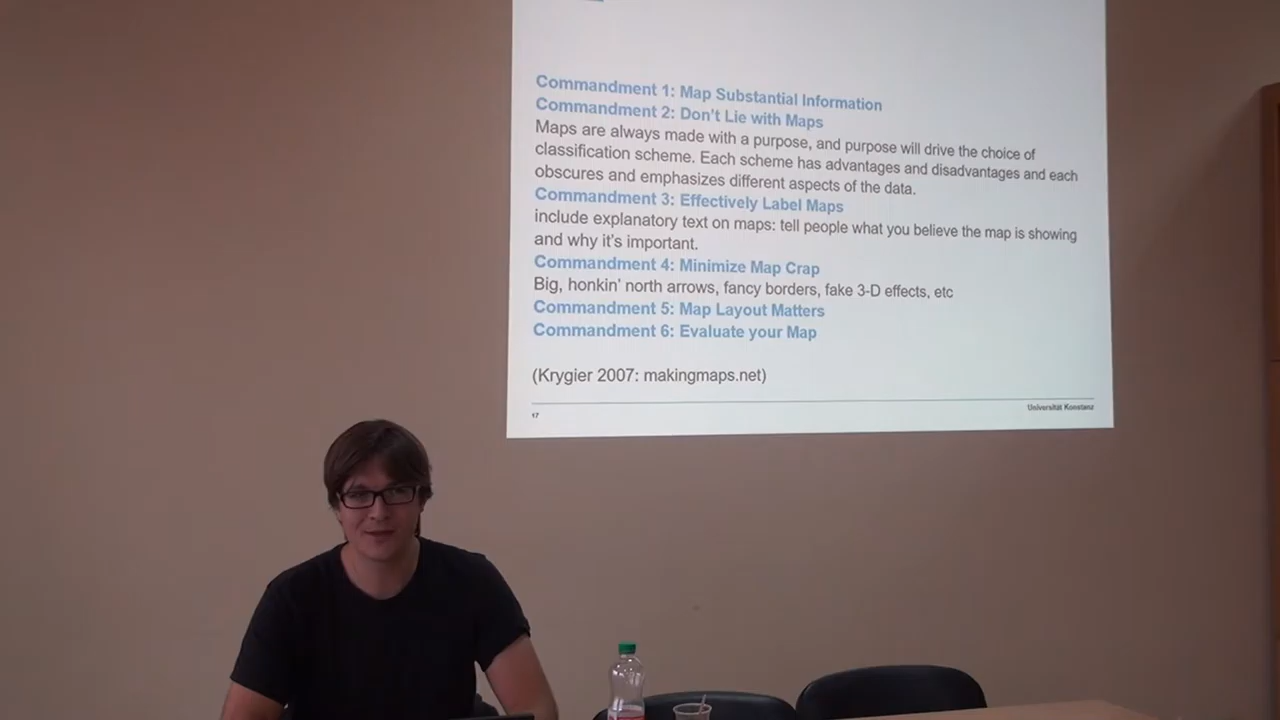 Commandment 1: Map Substantial Information
Commandment 2: Don't Lie with Maps
Maps are always made with a purpose, and purpose will drive the choice of
classification scheme. Each scheme has advantages and disadvantages and each
obscures and emphasizes different aspects of the data.
Commandment 3: Effectively Label Maps
include explanatory text on maps: tell people what you believe the map is showing
and why it's important.
Commandment 4: Minimize Map Crap
Big, honkin' north arrows, fancy borders, fake 3-D effects, etc
Commandment 5: Map Layout Matters
Commandment 6: Evaluate your Map
(Krygier 2007: makingmaps.net)
17
Universität Konstanz